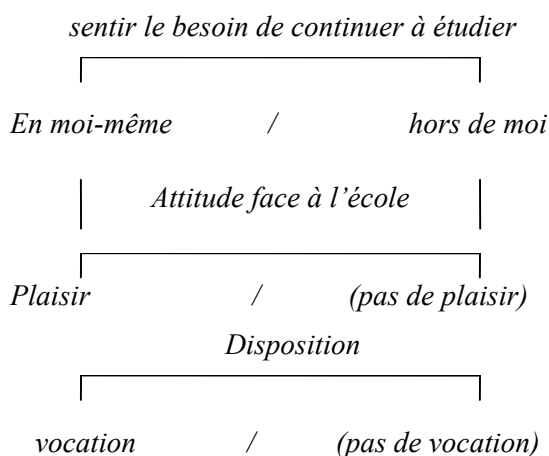 sentir le besoin de continuer à étudier
En moi-même / hors de moi
Attitude face à l’école
Plaisir / (pas de plaisir)
Disposition
vocation / (pas de vocation)